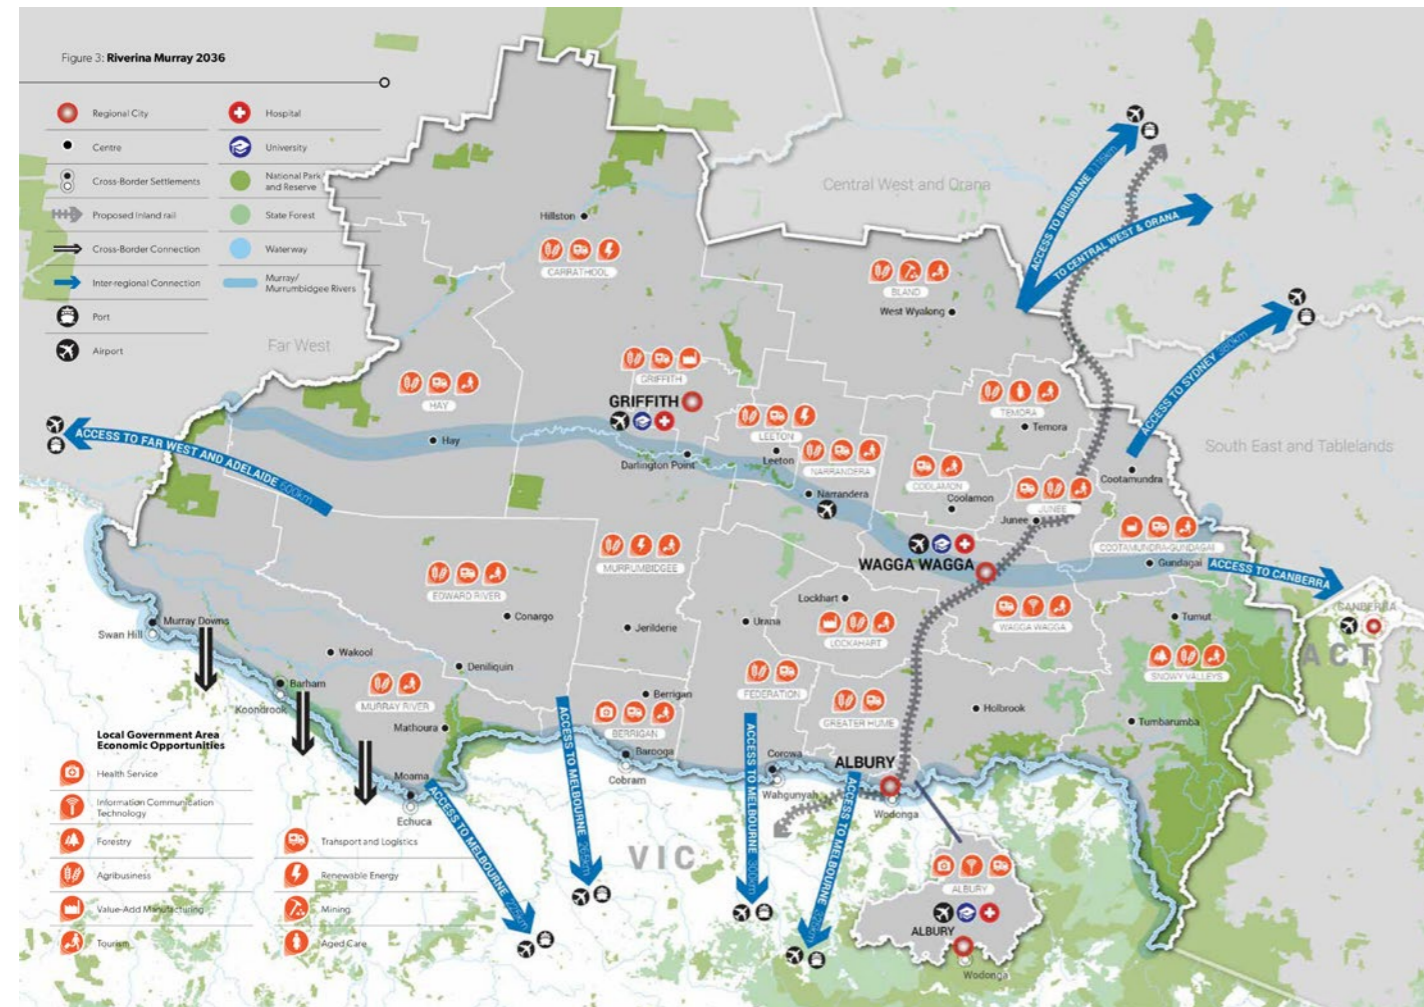 Figure 3: Riverina Murray 2036
Regional City
Hospital
Centre
University
Cross-Border Settlements
National Park
and Reserve
Proposed Inland rail
State Forest
Cross-Border Connection
Waterway
Inter-regional Connection
Murray/
Murrumbidgee Rivers
Port
Airport
Far West
Central West and Orana
South East and Tablelands
ACCESS TO BRISBANE
TO CENTRAL WEST & ORANA
ACCESS TO SYDNEY 380km
ACCESS TO FAR WEST AND ADELAIDE 600km
ACCESS TO CANBERRA
CANBERRA
ACT
Hillston
CARRATHOOL
BLAND
West Wyalong
GRIFFITH
GRIFFITH
HAY
Hay
LEETON
Leeton
Darlington Point
NARRANDERA
Narrandera
COOLAMON
Coolamon
TEMORA
Temora
Cootamundra
JUNEE
Junee
COOTAMUNDRA-GUNDAGAI
Gundagai
WAGGA WAGGA
WAGGA WAGGA
MURRUMBIDGEE
EDWARD RIVER
Conargo
Jerilderie
Urana
Lockhart
LOCKAHART
Tumut
SNOWY VALLEYS
Tumbarumba
Murray Downs
Swan Hill
Wakool
Deniliquin
Barham
Koondrook
MURRAY RIVER
Mathoura
Moama
Echuca
Berrigan
BERRIGAN
Barooga
Cobram
FEDERATION
GREATER HUME
Holbrook
Corowa
Wahgunyah
ALBURY
Wodonga
ACCESS TO MELBOURNE
ACCESS TO MELBOURNE 265km
ACCESS TO MELBOURNE 300km
ACCESS TO MELBOURNE
VIC
ALBURY
ALBURY
Wodonga
Local Government Area
Economic Opportunities
Health Service
Information Communication
Technology
Forestry
Transport and Logistics
Agribusiness
Renewable Energy
Value-Add Manufacturing
Mining
Tourism
Aged Care